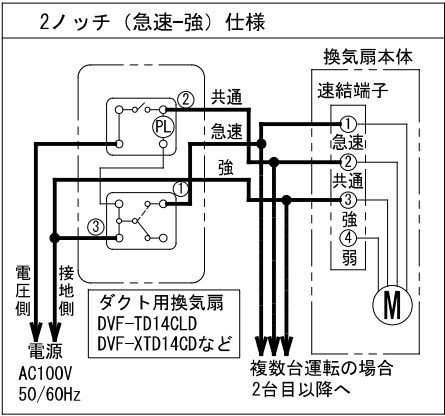 2ノッチ（急速−強）仕様
換気扇本体
速結端子
② 共通
PL
急速
① 急速
強
② 共通
①
③ 強
③
④ 弱
M
電圧側
接地側
ダクト用換気扇
DVF-TD14CLD
DVF-XTD14CDなど
電源
AC100V
50/60Hz
複数台運転の場合
2台目以降へ